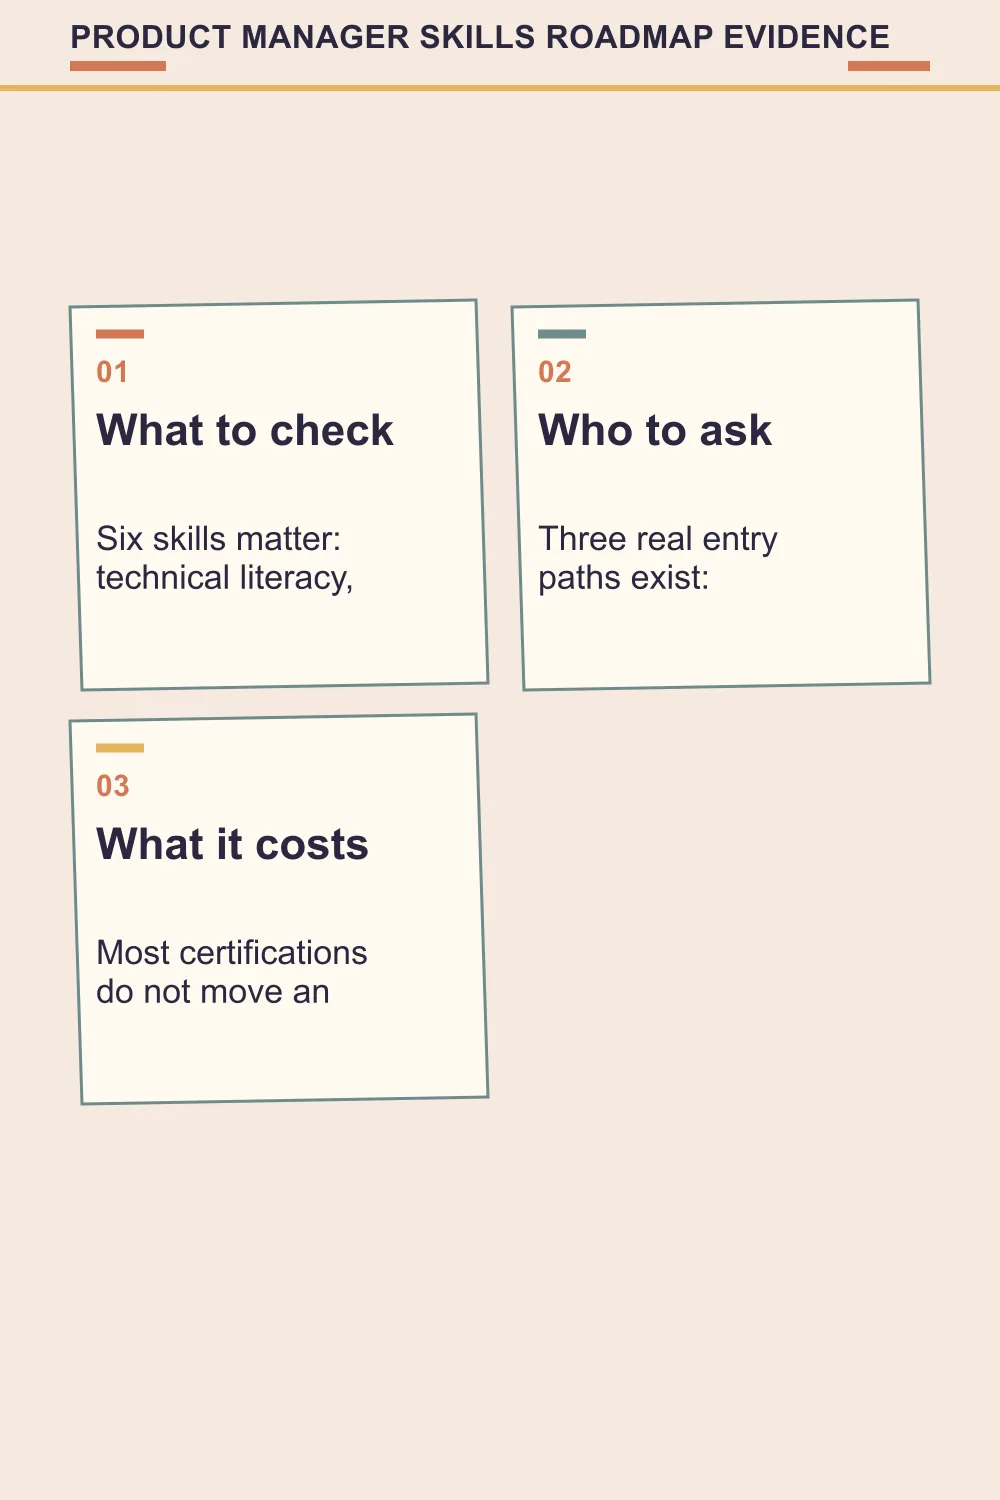 PRODUCT MANAGER SKILLS ROADMAP EVIDENCE
01
What to check
Six skills matter:
technical literacy,
02
Who to ask
Three real entry
paths exist:
03
What it costs
Most certifications
do not move an